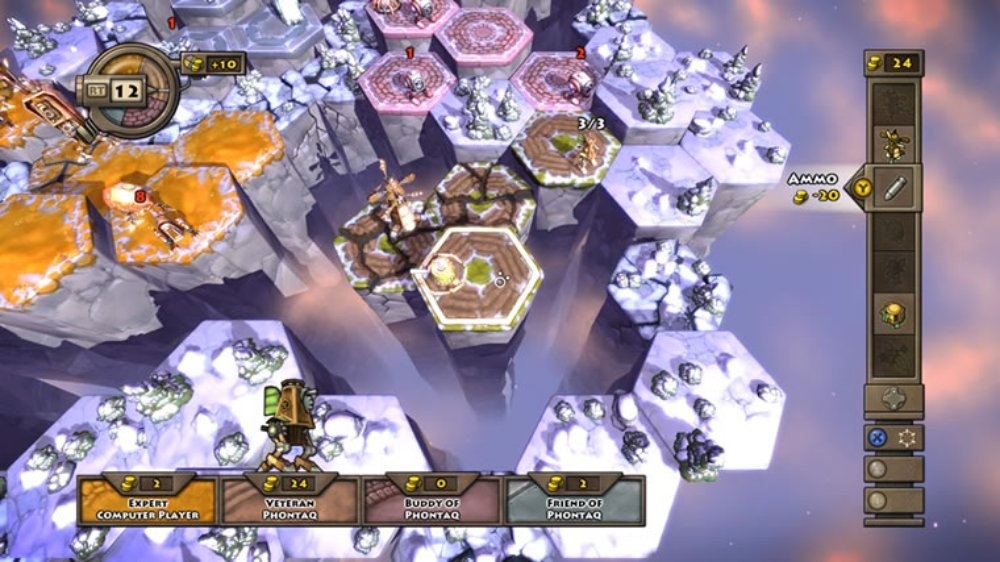 1
+10
RT 12
1
2
3/3
8
24
AMMO
-20
Y
X
2
EXPERT
COMPUTER PLAYER
24
VETERAN
PHONTAQ
0
BUDDY OF
PHONTAQ
2
FRIEND OF
PHONTAQ